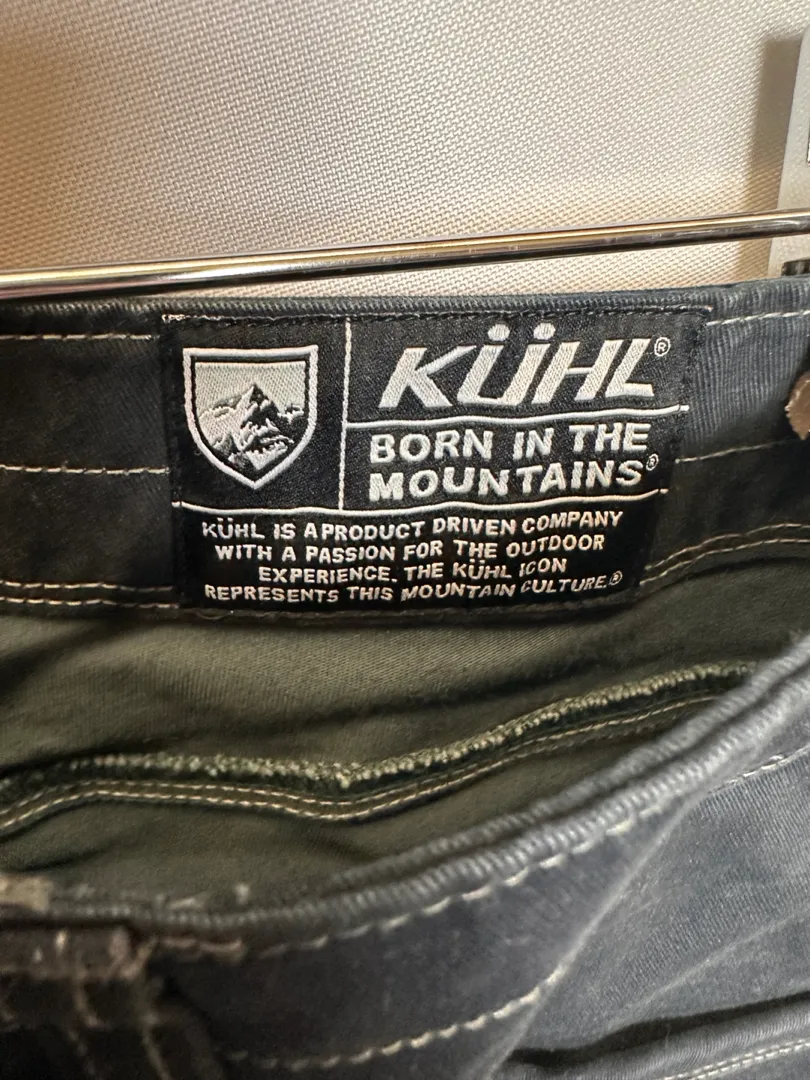 KÜHL®
BORN IN THE
MOUNTAINS®
KÜHL IS A PRODUCT DRIVEN COMPANY
WITH A PASSION FOR THE OUTDOOR
EXPERIENCE. THE KÜHL ICON
REPRESENTS THIS MOUNTAIN CULTURE.®